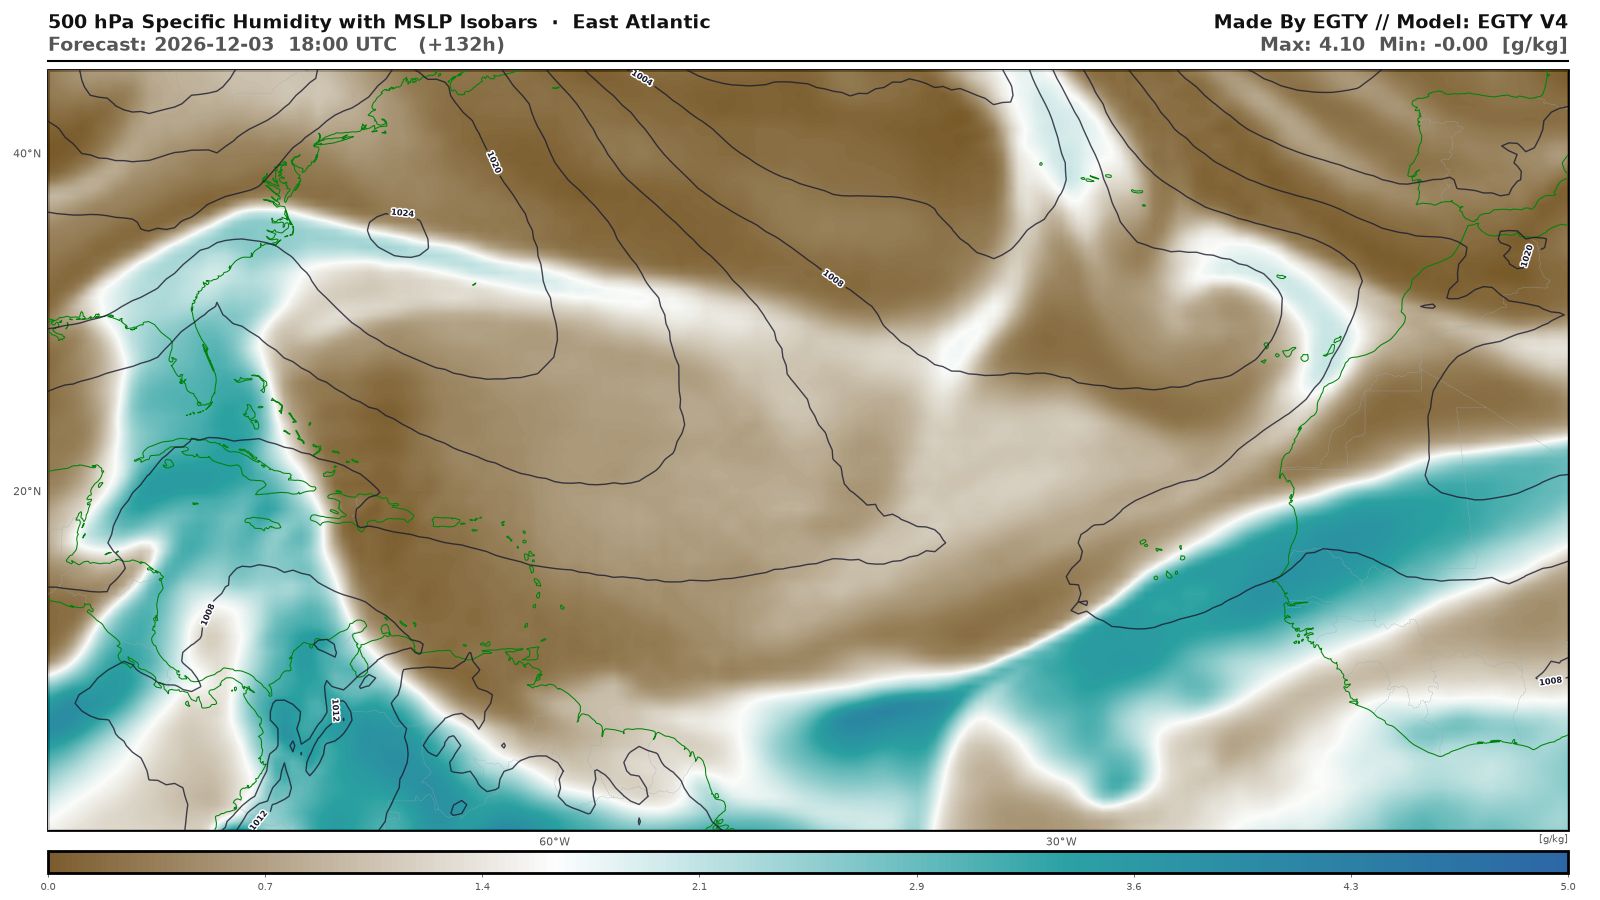 500 hPa Specific Humidity with MSLP Isobars · East Atlantic
Made By EGTY // Model: EGTY V4
Forecast: 2026-12-03 18:00 UTC (+132h)
Max: 4.10 Min: -0.00 [g/kg]
1004
40°N
1020
1024
1020
1008
20°N
1008
1008
1012
1012
60°W
30°W
[g/kg]
0.0
0.7
1.4
2.1
2.9
3.6
4.3
5.0